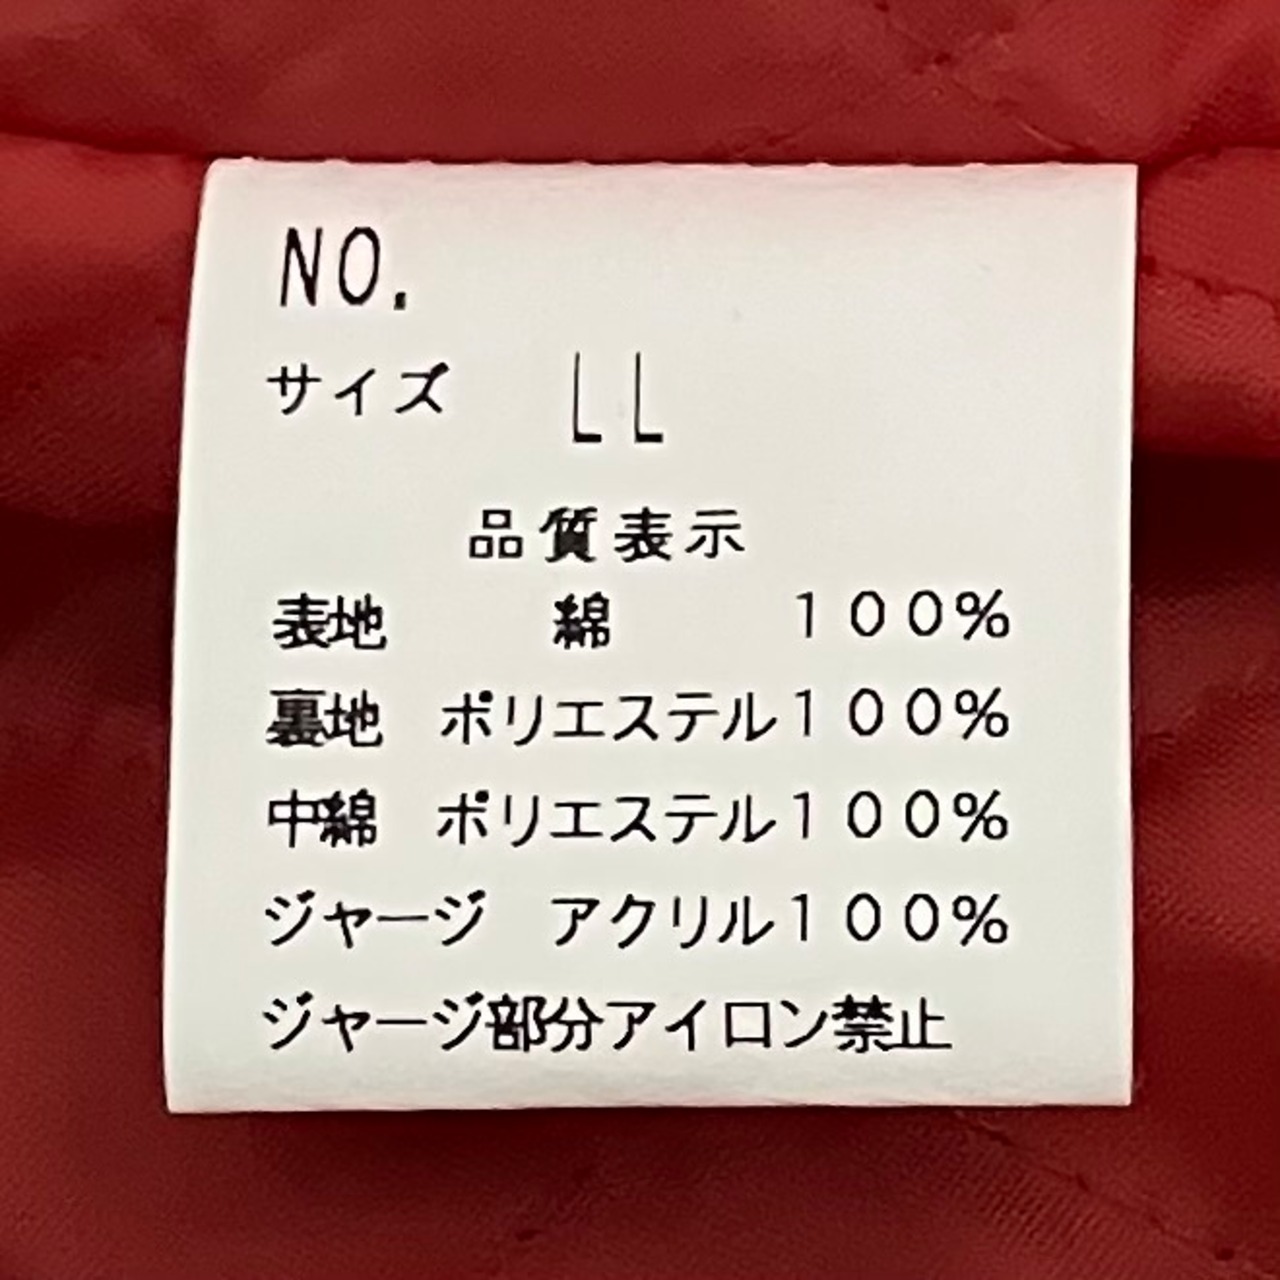 NO.
サイズ LL
品質表示
表地 綿 100%
裏地 ポリエステル100%
中綿 ポリエステル100%
ジャージ アクリル100%
ジャージ部分アイロン禁止